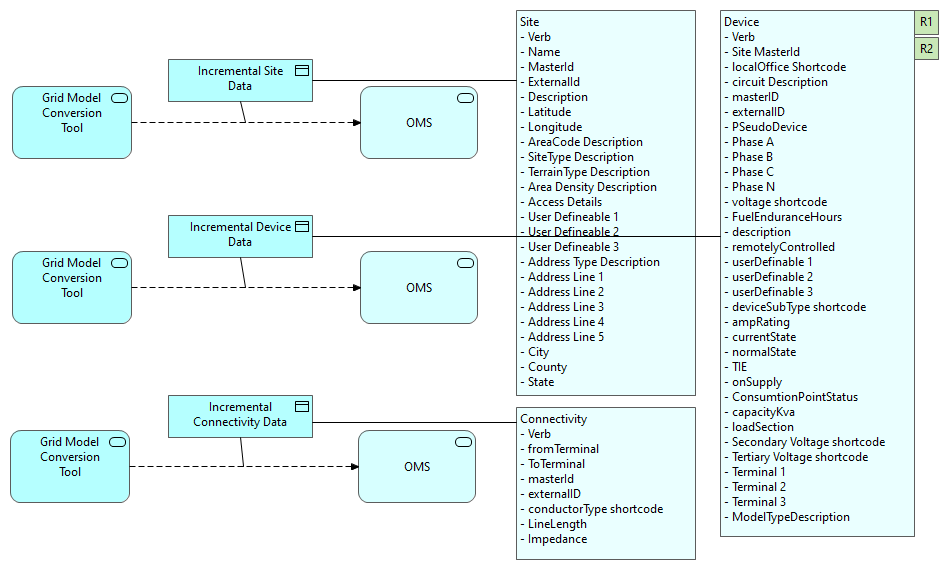 Grid Model
Conversion
Tool
Incremental Site
Data
OMS
Grid Model
Conversion
Tool
Incremental Device
Data
OMS
Grid Model
Conversion
Tool
Incremental
Connectivity Data
OMS
Site
- Verb
- Name
- MasterId
- ExternalId
- Description
- Latitude
- Longitude
- AreaCode Description
- SiteType Description
- TerrainType Description
- Area Density Description
- Access Details
- User Defineable 1
- User Defineable 2
- User Defineable 3
- Address Type Description
- Address Line 1
- Address Line 2
- Address Line 3
- Address Line 4
- Address Line 5
- City
- County
- State
Connectivity
- Verb
- fromTerminal
- ToTerminal
- masterId
- externalID
- conductorType shortcode
- LineLength
- Impedance
Device
- Verb
- Site MasterId
- localOffice Shortcode
- circuit Description
- masterID
- externalID
- PSeudoDevice
- Phase A
- Phase B
- Phase C
- Phase N
- voltage shortcode
- FuelEnduranceHours
- description
- remotelyControlled
- userDefinable 1
- userDefinable 2
- userDefinable 3
- deviceSubType shortcode
- ampRating
- currentState
- normalState
- TIE
- onSupply
- ConsumtionPointStatus
- capacityKva
- loadSection
- Secondary Voltage shortcode
- Tertiary Voltage shortcode
- Terminal 1
- Terminal 2
- Terminal 3
- ModelTypeDescription
R1
R2